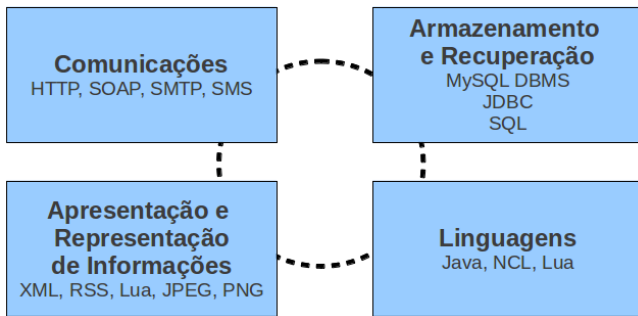 Comunicações
HTTP, SOAP, SMTP, SMS
Armazenamento
e Recuperação
MySQL DBMS
JDBC
SQL
Apresentação e
Representação
de Informações
XML, RSS, Lua, JPEG, PNG
Linguagens
Java, NCL, Lua